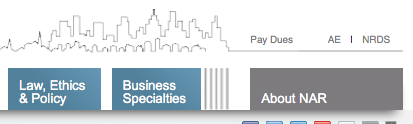 Pay Dues AE | NRDS
Law, Ethics
& Policy
Business
Specialties
About NAR